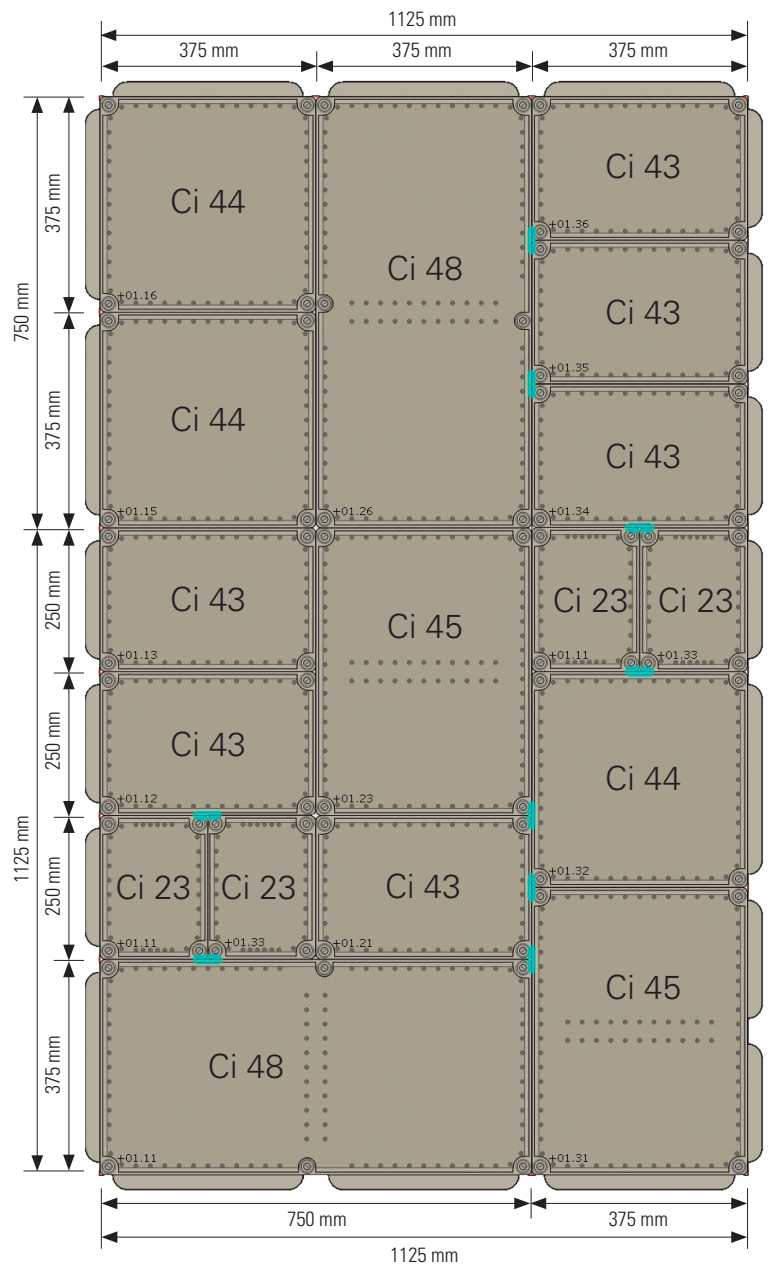 1125 mm
375 mm 375 mm 375 mm
375 mm
750 mm
375 mm
Ci 44
+01.16
Ci 48
Ci 43
+01.36
Ci 43
+01.35
Ci 44
+01.15
+01.26
Ci 43
+01.34
250 mm
1125 mm
250 mm
250 mm
375 mm
Ci 43
+01.13
Ci 45
Ci 23
+01.11
Ci 23
+01.33
Ci 43
+01.12
+01.23
Ci 44
+01.32
Ci 23
+01.11
Ci 23
+01.33
Ci 43
+01.21
Ci 45
Ci 48
+01.11
+01.31
750 mm 375 mm
1125 mm